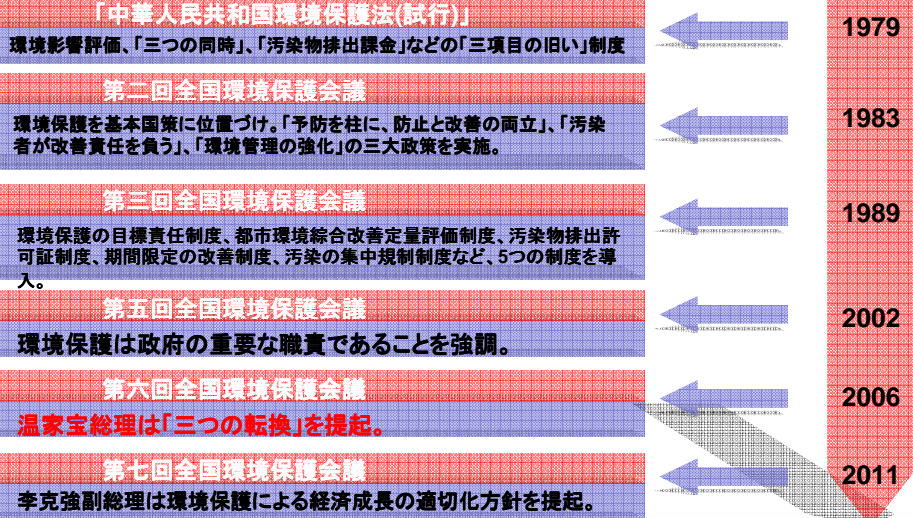 「中華人民共和国環境保護法(試行)」
1979
環境影響評価、「三つの同時」、「汚染物排出課金」などの「三項目の旧い」制度
第二回全国環境保護会議
1983
環境保護を基本国策に位置づけ。「予防を柱に、防止と改善の両立」、「汚染
者が改善責任を負う」、「環境管理の強化」の三大政策を実施。
第三回全国環境保護会議
1989
環境保護の目標責任制度、都市環境綜合改善定量評価制度、汚染物排出許
可証制度、期間限定の改善制度、汚染の集中規制制度など、5つの制度を導
入。
第五回全国環境保護会議
2002
環境保護は政府の重要な職責であることを強調。
第六回全国環境保護会議
2006
温家宝総理は「三つの転換」を提起。
第七回全国環境保護会議
2011
李克強副総理は環境保護による経済成長の適切化方針を提起。